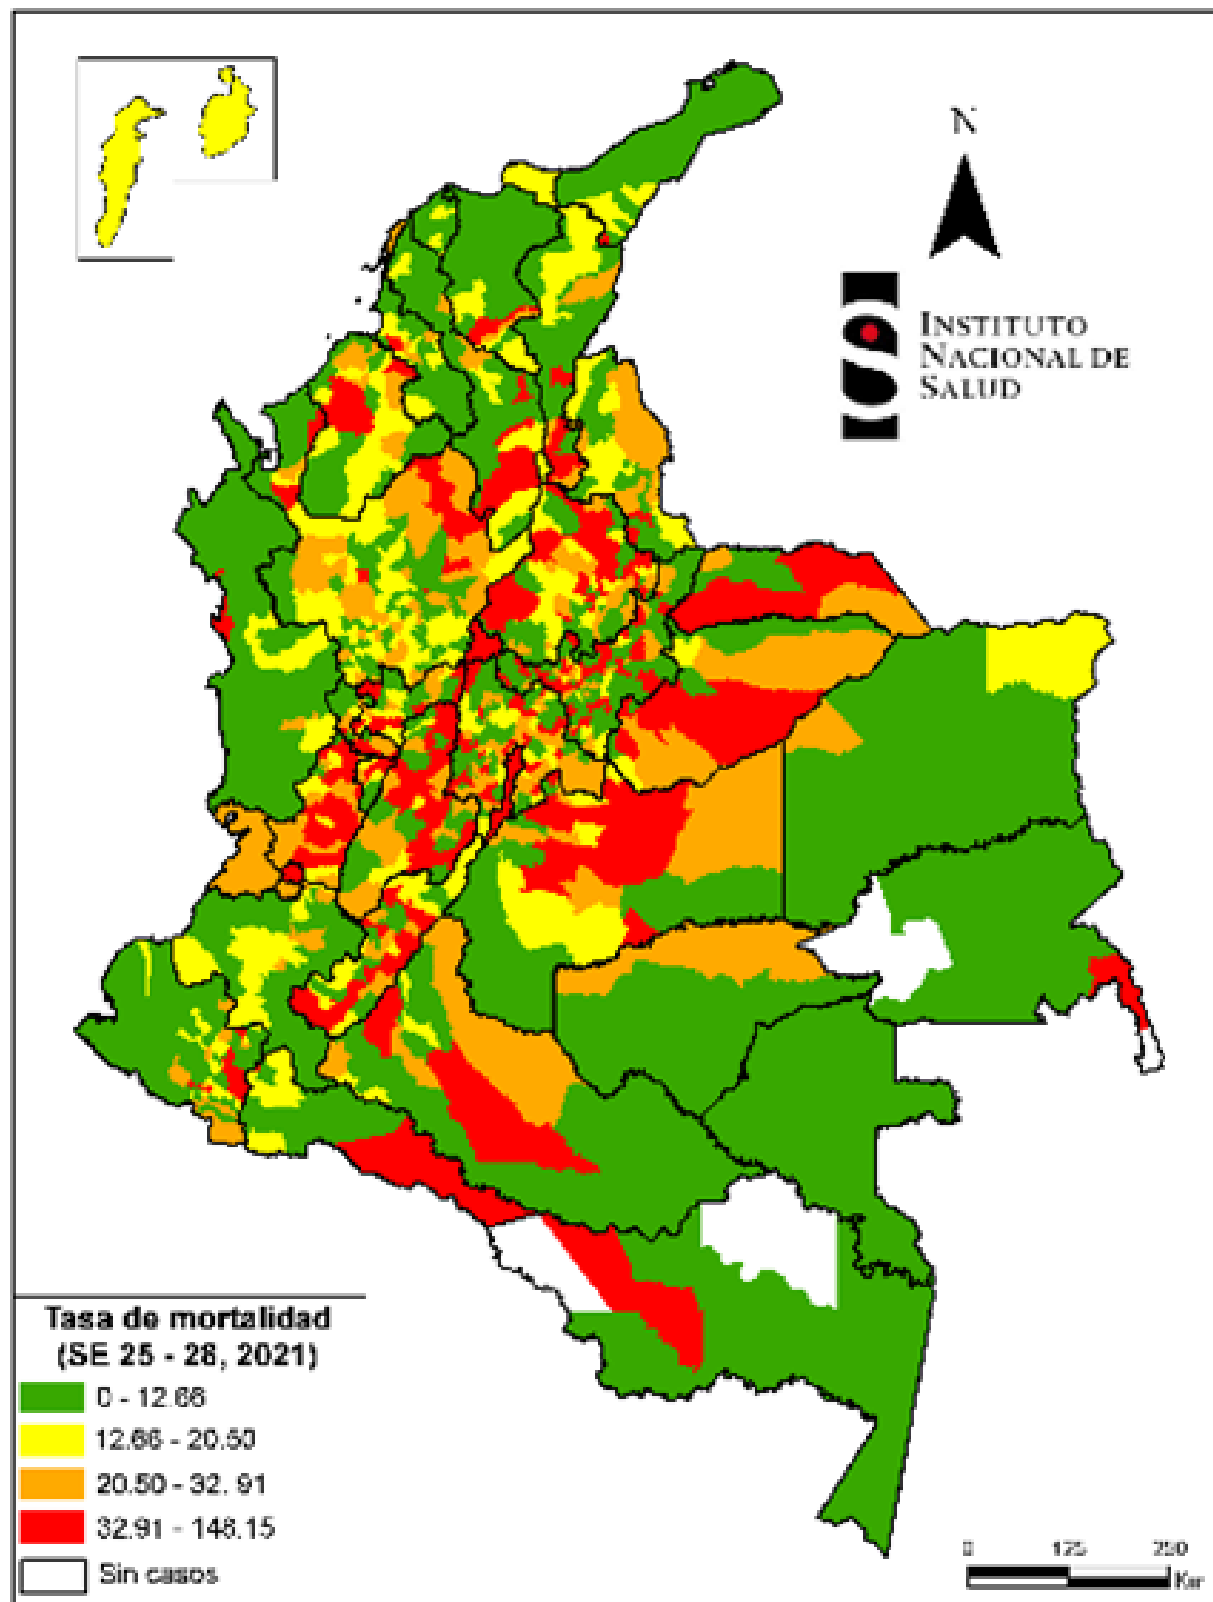 N
INSTITUTO
NACIONAL DE
SALUD
Tasa de mortalidad
(SE 25 - 28, 2021)
0 - 12.66
12.66 - 20.50
20.50 - 32.91
32.91 - 148.15
Sin casos
0 125 250
Km